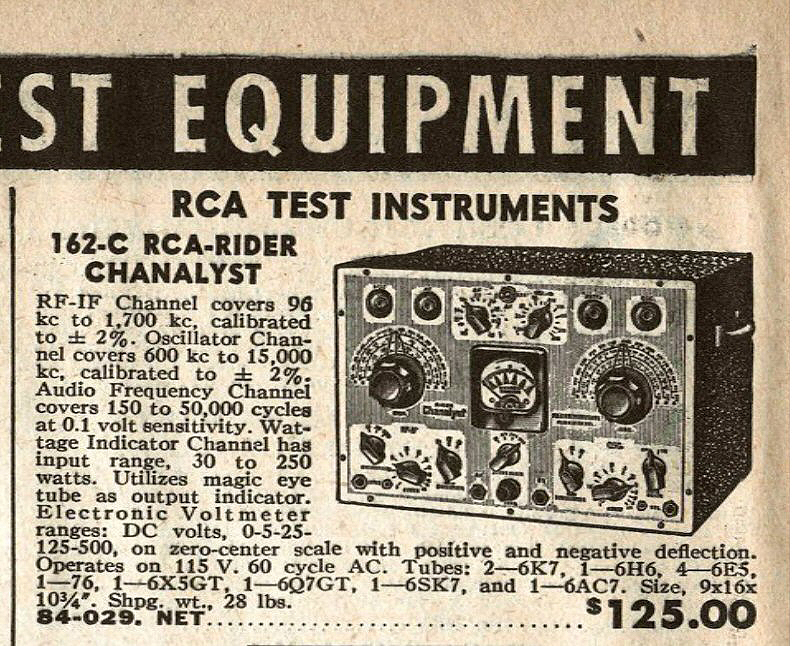 ST EQUIPMENT
RCA TEST INSTRUMENTS
162-C RCA-RIDER
CHANALYST
RF-IF Channel covers 96
kc to 1,700 kc, calibrated
to ± 2%. Oscillator Chan-
nel covers 600 kc to 15,000
kc, calibrated to ± 2%.
Audio Frequency Channel
covers 150 to 50,000 cycles
at 0.1 volt sensitivity. Wat-
tage Indicator Channel has
input range, 30 to 250
watts. Utilizes magic eye
tube as output indicator.
Electronic Voltmeter
ranges: DC volts, 0-5-25-
125-500, on zero-center scale with positive and negative deflection.
Operates on 115 V. 60 cycle AC. Tubes: 2—6K7, 1—6H6, 4—6E5,
1—76, 1—6X5GT, 1—6Q7GT, 1—6SK7, and 1—6AC7. Size, 9x16x
10¾". Shpg. wt., 28 lbs.
84-029. NET.................................$125.00
Chanalyst